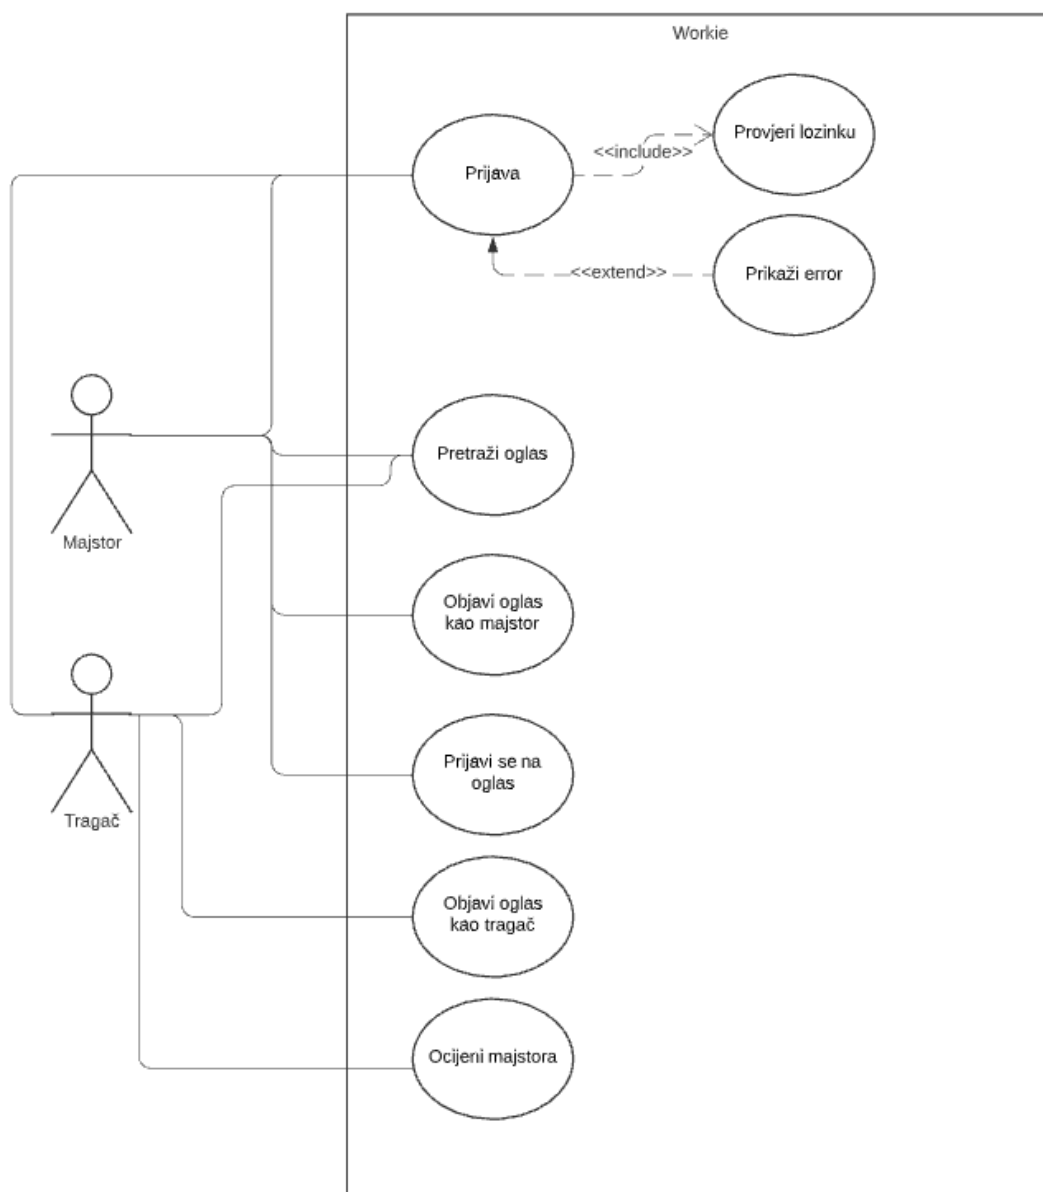 Workie
Prijava
<<include>>
Provjeri lozinku
<<extend>>
Prikaži error
Majstor
Pretraži oglas
Objavi oglas
kao majstor
Tragač
Prijavi se na
oglas
Objavi oglas
kao tragač
Ocijeni majstora